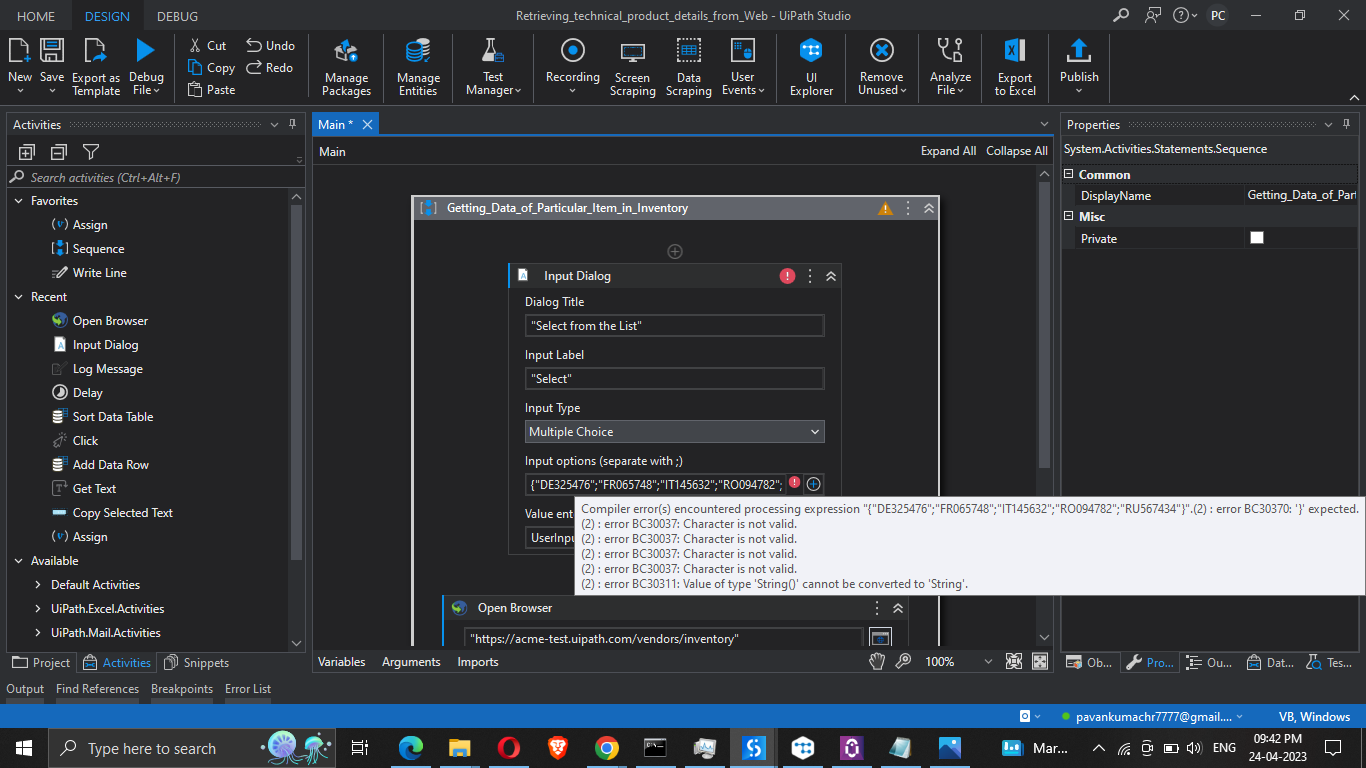 HOME DESIGN DEBUG Retrieving_technical_product_details_from_Web - UiPath Studio PC
New Save Export as Template Debug File Cut Copy Paste Undo Redo Manage Packages Manage Entities Test Manager Recording Screen Scraping Data Scraping User Events UI Explorer Remove Unused Analyze File Export to Excel Publish
Activities
Search activities (Ctrl+Alt+F)
Favorites
Assign
Sequence
Write Line
Recent
Open Browser
Input Dialog
Log Message
Delay
Sort Data Table
Click
Add Data Row
Get Text
Copy Selected Text
Assign
Available
Default Activities
UiPath.Excel.Activities
UiPath.Mail.Activities
Project Activities Snippets
Main *
Main Expand All Collapse All
Getting_Data_of_Particular_Item_in_Inventory
Input Dialog
Dialog Title
"Select from the List"
Input Label
"Select"
Input Type
Multiple Choice
Input options (separate with ;)
{"DE325476";"FR065748";"IT145632";"RO094782";
Value ent
UserInpu
Compiler error(s) encountered processing expression "{"DE325476";"FR065748";"IT145632";"RO094782";"RU567434"}".(2) : error BC30370: '}' expected.
(2) : error BC30037: Character is not valid.
(2) : error BC30037: Character is not valid.
(2) : error BC30037: Character is not valid.
(2) : error BC30037: Character is not valid.
(2) : error BC30311: Value of type 'String()' cannot be converted to 'String'.
Open Browser
"https://acme-test.uipath.com/vendors/inventory"
Variables Arguments Imports 100%
Properties
System.Activities.Statements.Sequence
Common
DisplayName Getting_Data_of_Part
Misc
Private
Ob... Pro... Ou... Dat... Tes...
Output Find References Breakpoints Error List
pavankumachr7777@gmail.... VB, Windows
Type here to search Mar... ENG 09:42 PM
24-04-2023